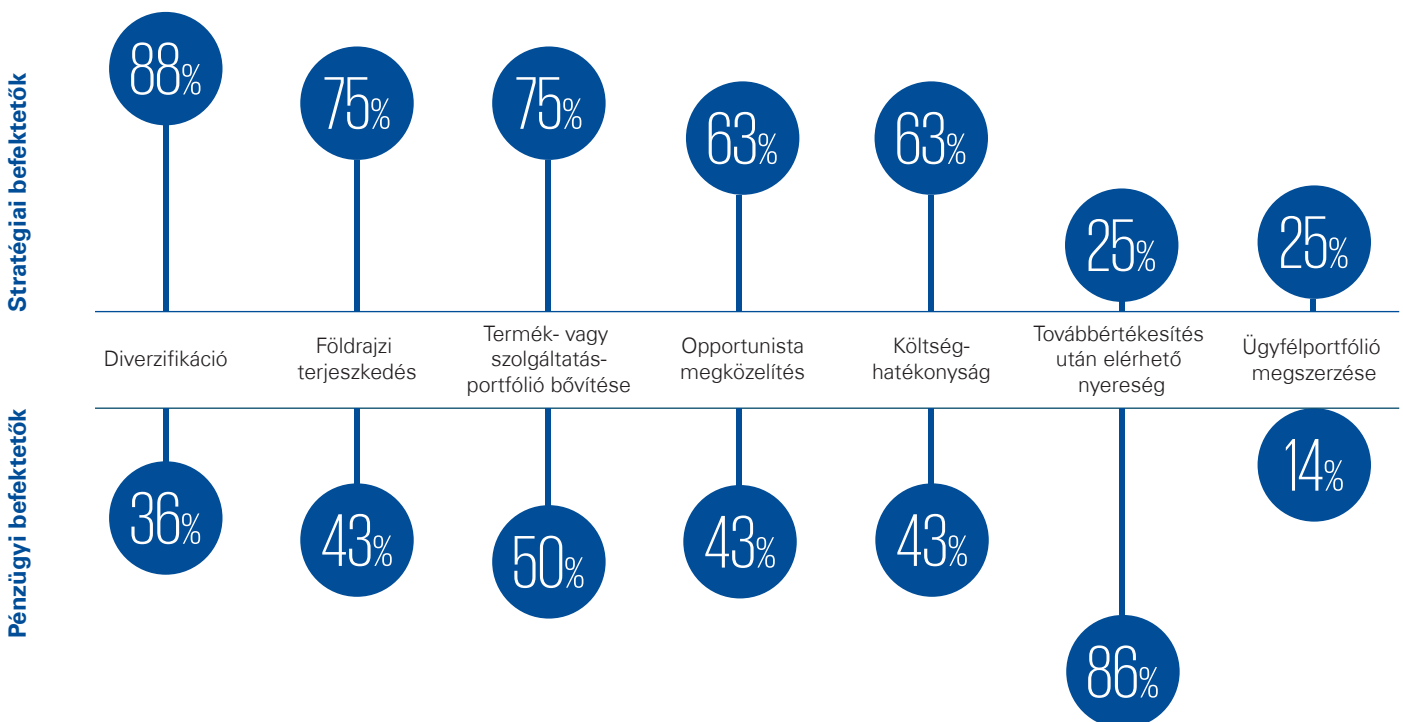 Stratégiai befektetők
88%
75%
75%
63%
63%
25%
25%
Diverzifikáció
Földrajzi
terjeszkedés
Termék- vagy
szolgáltatás-
portfólió bővítése
Opportunista
megközelítés
Költség-
hatékonyság
Továbbértékesítés
után elérhető
nyereség
Ügyfélportfólió
megszerzése
Pénzügyi befektetők
36%
43%
50%
43%
43%
86%
14%